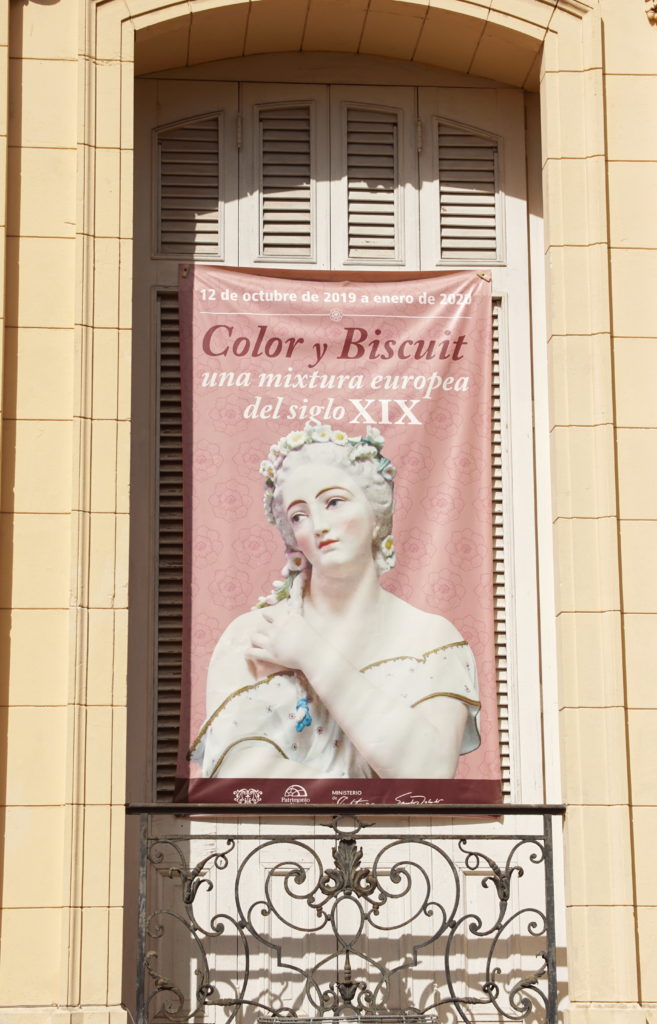 12 de octubre de 2019 a enero de 2020
Color y Biscuit
una mixtura europea
del siglo XIX
Patrimonio
MINISTERIO